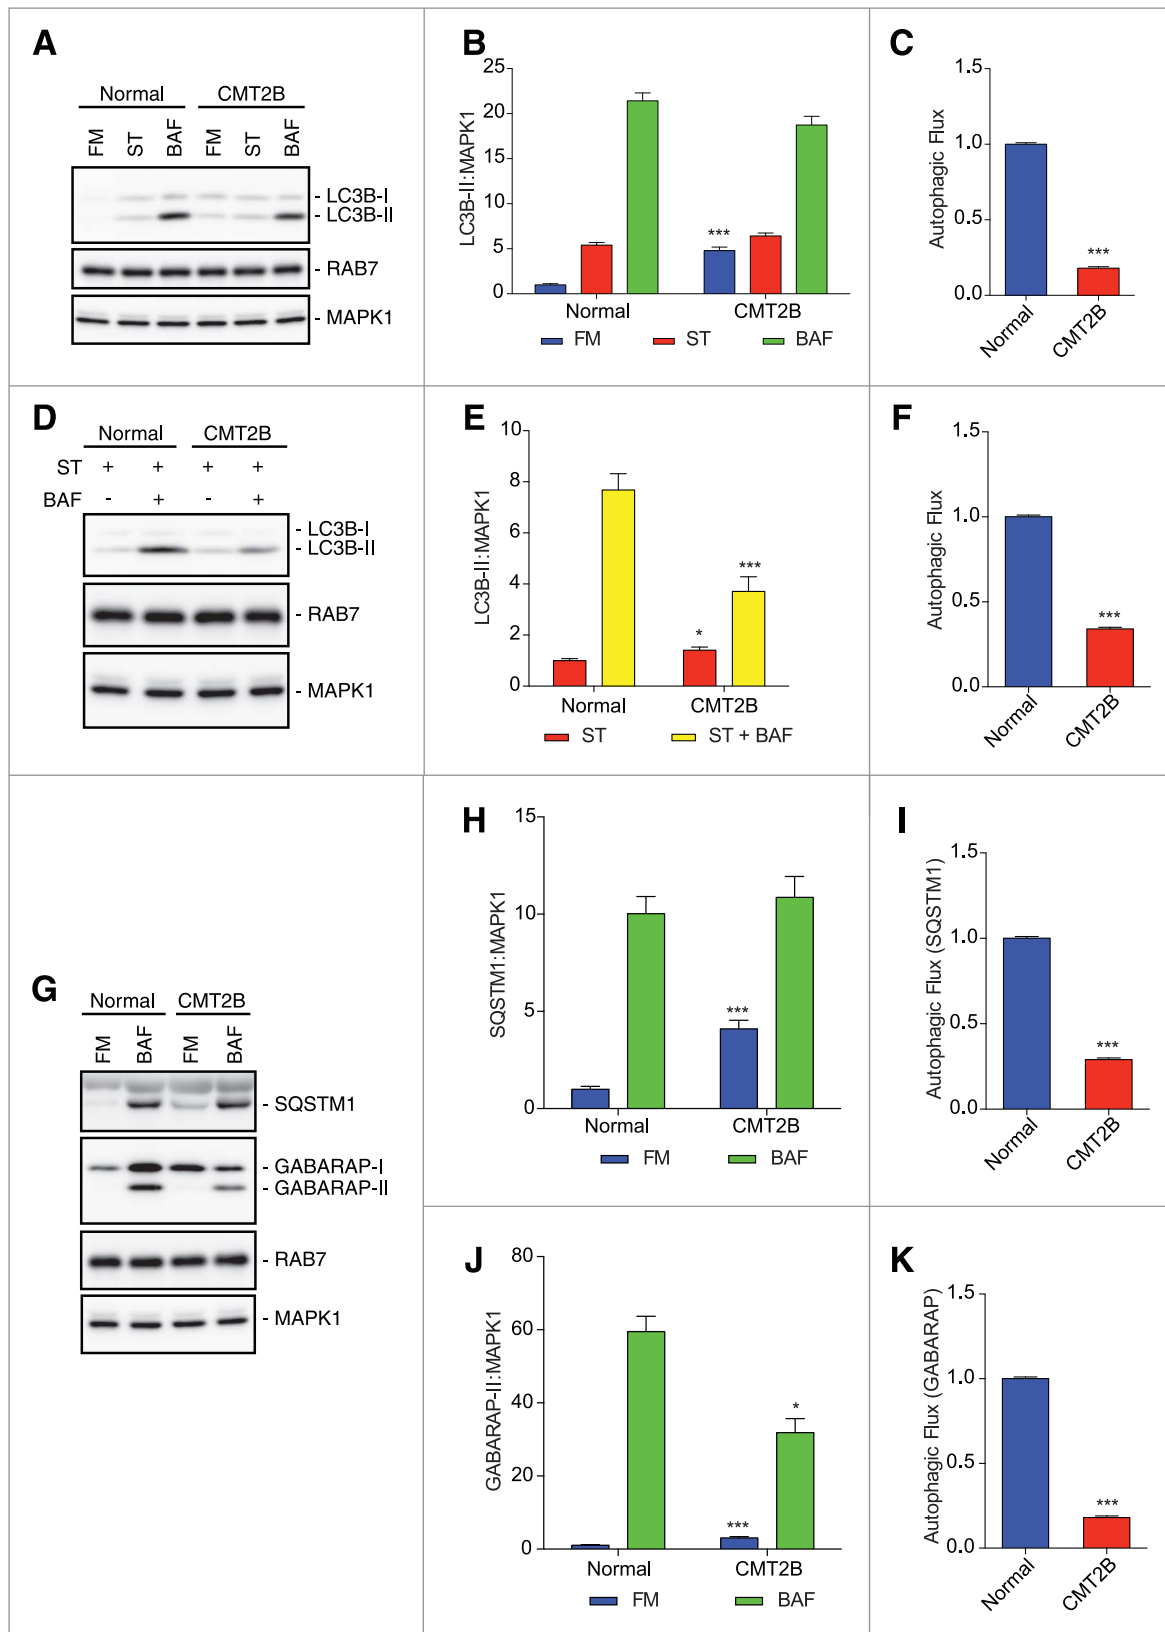 A
Normal CMT2B
FM ST BAF FM ST BAF
- LC3B-I
- LC3B-II
- RAB7
- MAPK1
B
LC3B-II:MAPK1
25
20
15
10
5
0
***
Normal CMT2B
FM ST BAF
C
Autophagic Flux
1.5
1.0
0.5
0.0
***
Normal CMT2B
D
Normal CMT2B
ST + + + +
BAF - + - +
- LC3B-I
- LC3B-II
- RAB7
- MAPK1
E
LC3B-II:MAPK1
10
8
6
4
2
0
* ***
Normal CMT2B
ST ST + BAF
F
Autophagic Flux
1.5
1.0
0.5
0.0
***
Normal CMT2B
G
Normal CMT2B
FM BAF FM BAF
- SQSTM1
- GABARAP-I
- GABARAP-II
- RAB7
- MAPK1
H
SQSTM1:MAPK1
15
10
5
0
***
Normal CMT2B
FM BAF
I
Autophagic Flux (SQSTM1)
1.5
1.0
0.5
0.0
***
Normal CMT2B
J
GABARAP-II:MAPK1
80
60
40
20
0
*** *
Normal CMT2B
FM BAF
K
Autophagic Flux (GABARAP)
1.5
1.0
0.5
0.0
***
Normal CMT2B